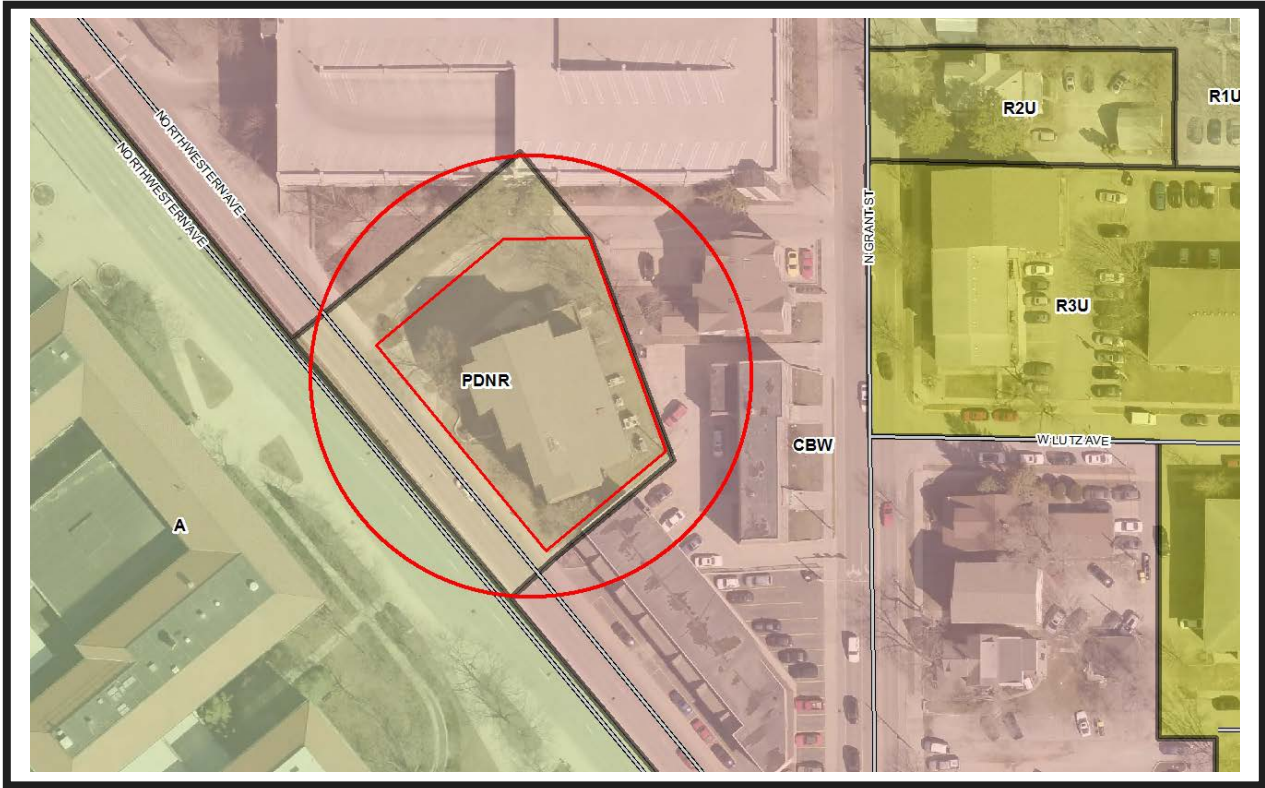 NORTHWESTERN AVE
NORTHWESTERN AVE
R2U
R1U
N GRANT ST
R3U
PDNR
CBW
W LUTZ AVE
A